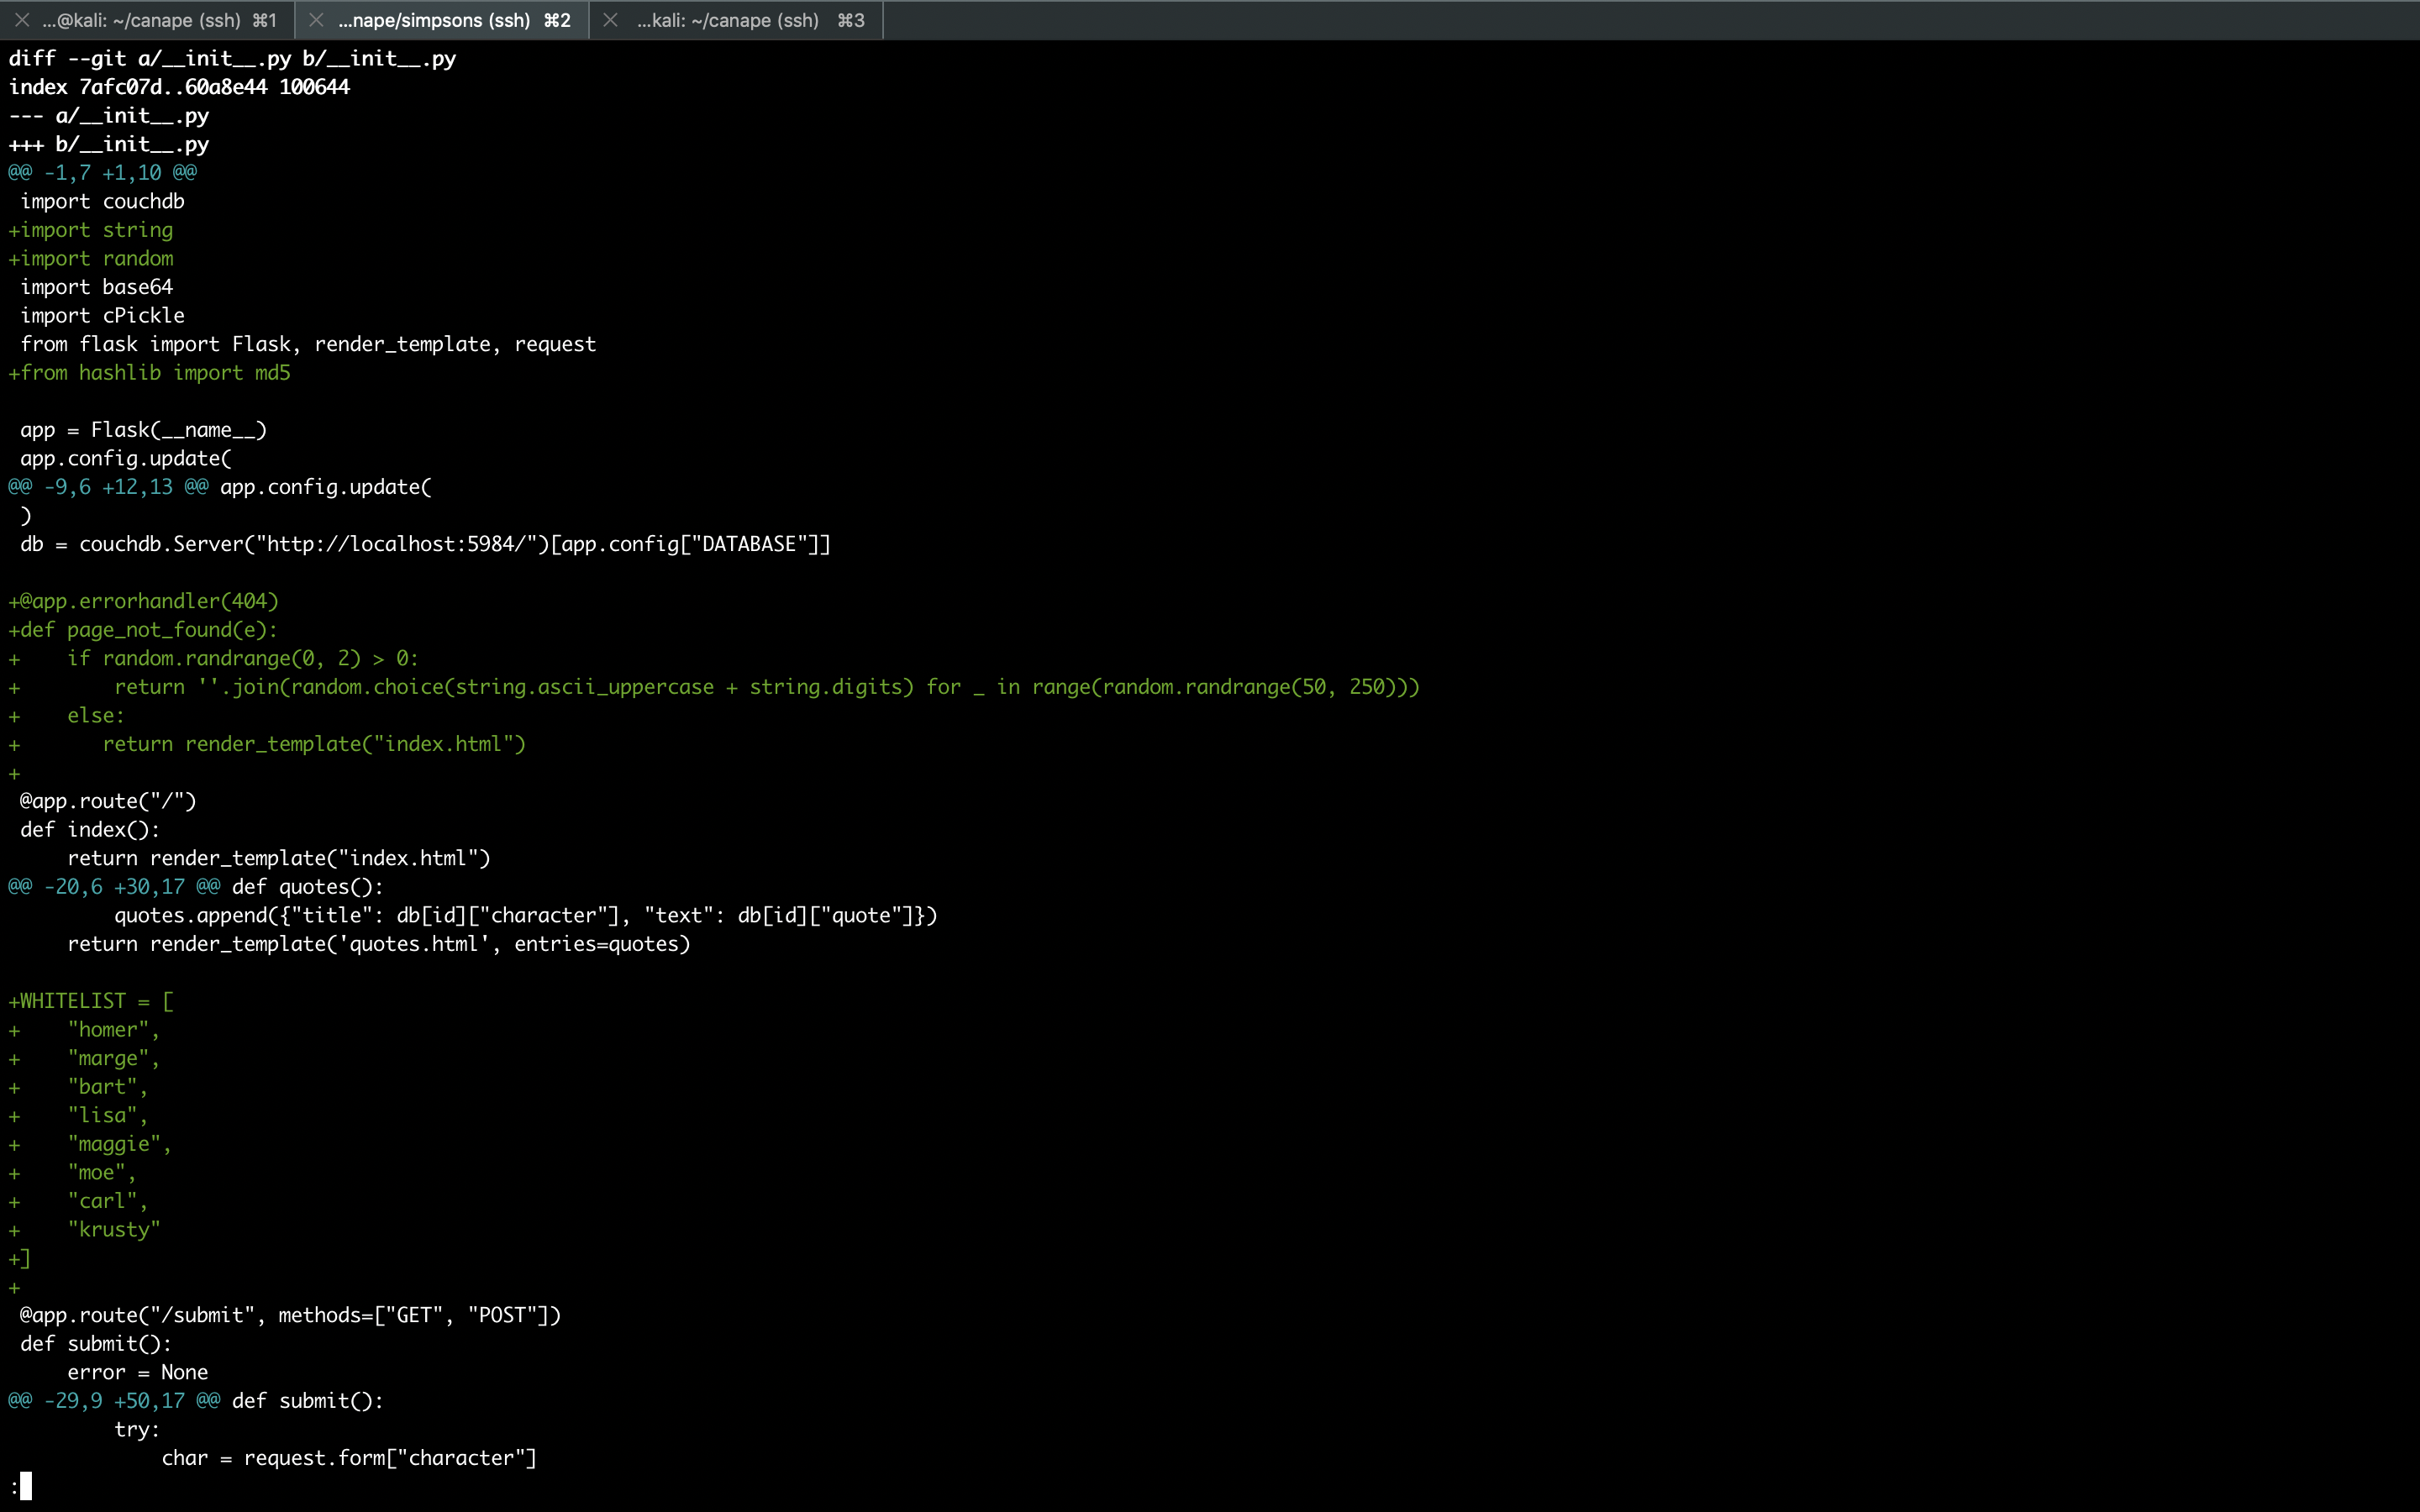 ...@kali: ~/canape (ssh) ⌘1 ...nape/simpsons (ssh) ⌘2 ...kali: ~/canape (ssh) ⌘3
diff --git a/__init__.py b/__init__.py
index 7afc07d..60a8e44 100644
--- a/__init__.py
+++ b/__init__.py
@@ -1,7 +1,10 @@
 import couchdb
+import string
+import random
 import base64
 import cPickle
 from flask import Flask, render_template, request
+from hashlib import md5

 app = Flask(__name__)
 app.config.update(
@@ -9,6 +12,13 @@ app.config.update(
 )
 db = couchdb.Server("http://localhost:5984/")[app.config["DATABASE"]]

+@app.errorhandler(404)
+def page_not_found(e):
+    if random.randrange(0, 2) > 0:
+        return ''.join(random.choice(string.ascii_uppercase + string.digits) for _ in range(random.randrange(50, 250)))
+    else:
+       return render_template("index.html")
+
 @app.route("/")
 def index():
     return render_template("index.html")
@@ -20,6 +30,17 @@ def quotes():
         quotes.append({"title": db[id]["character"], "text": db[id]["quote"]})
     return render_template('quotes.html', entries=quotes)

+WHITELIST = [
+    "homer",
+    "marge",
+    "bart",
+    "lisa",
+    "maggie",
+    "moe",
+    "carl",
+    "krusty"
+]
+
 @app.route("/submit", methods=["GET", "POST"])
 def submit():
     error = None
@@ -29,9 +50,17 @@ def submit():
         try:
             char = request.form["character"]
: